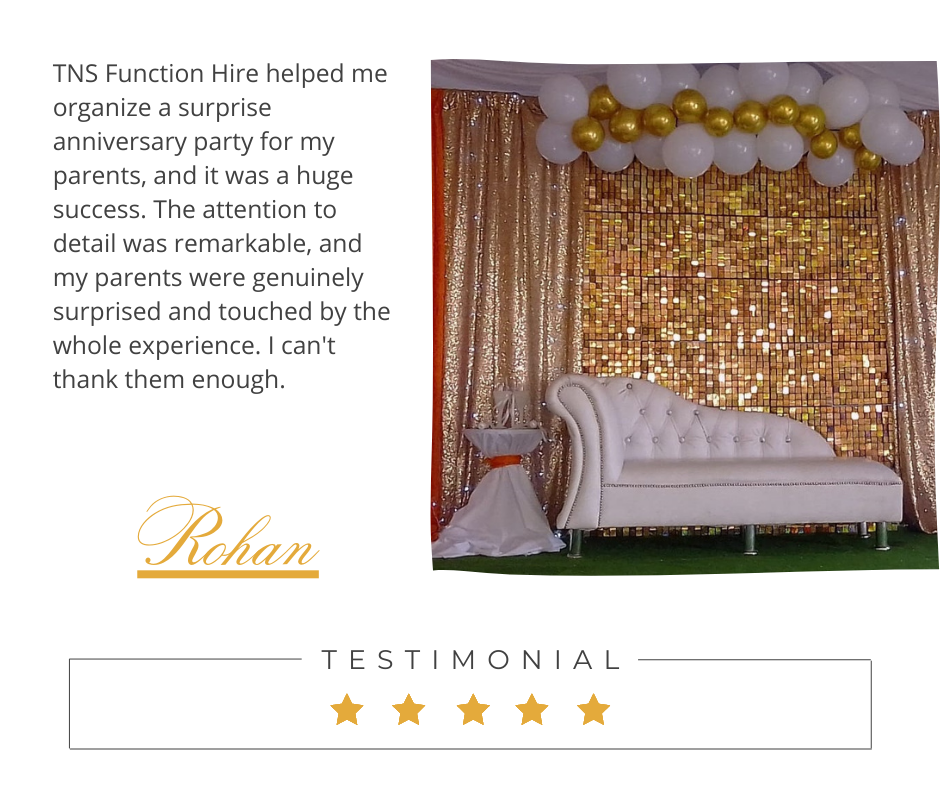 TNS Function Hire helped me
organize a surprise
anniversary party for my
parents, and it was a huge
success. The attention to
detail was remarkable, and
my parents were genuinely
surprised and touched by the
whole experience. I can't
thank them enough.
Rohan
TESTIMONIAL